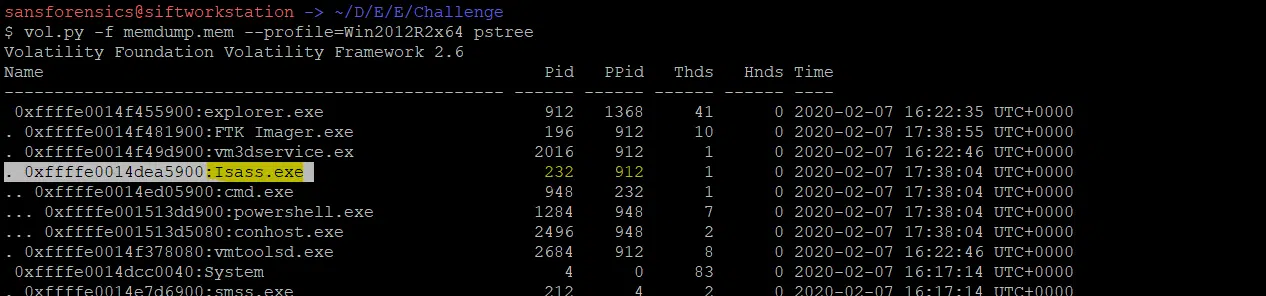 sansforensics@siftworkstation -> ~/D/E/E/Challenge
$ vol.py -f memdump.mem --profile=Win2012R2x64 pstree
Volatility Foundation Volatility Framework 2.6
Name Pid PPid Thds Hnds Time
-------------------------------------------------- ------ ------ ------ ------ ----
0xffffe0014f455900:explorer.exe 912 1368 41 0 2020-02-07 16:22:35 UTC+0000
. 0xffffe0014f481900:FTK Imager.exe 196 912 10 0 2020-02-07 17:38:55 UTC+0000
. 0xffffe0014f49d900:vm3dservice.ex 2016 912 1 0 2020-02-07 16:22:46 UTC+0000
. 0xffffe0014dea5900:Isass.exe 232 912 1 0 2020-02-07 17:38:04 UTC+0000
.. 0xffffe0014ed05900:cmd.exe 948 232 1 0 2020-02-07 17:38:04 UTC+0000
... 0xffffe001513dd900:powershell.exe 1284 948 7 0 2020-02-07 17:38:04 UTC+0000
... 0xffffe001513d5080:conhost.exe 2496 948 2 0 2020-02-07 17:38:04 UTC+0000
. 0xffffe0014f378080:vmtoolsd.exe 2684 912 8 0 2020-02-07 16:22:46 UTC+0000
0xffffe0014dcc0040:System 4 0 83 0 2020-02-07 16:17:14 UTC+0000
. 0xffffe0014e7d6900:smss.exe 212 4 2 0 2020-02-07 16:17:14 UTC+0000